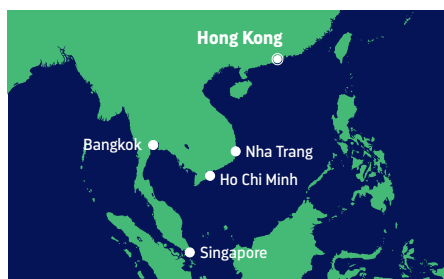 Hong Kong
Bangkok
Nha Trang
Ho Chi Minh
Singapore